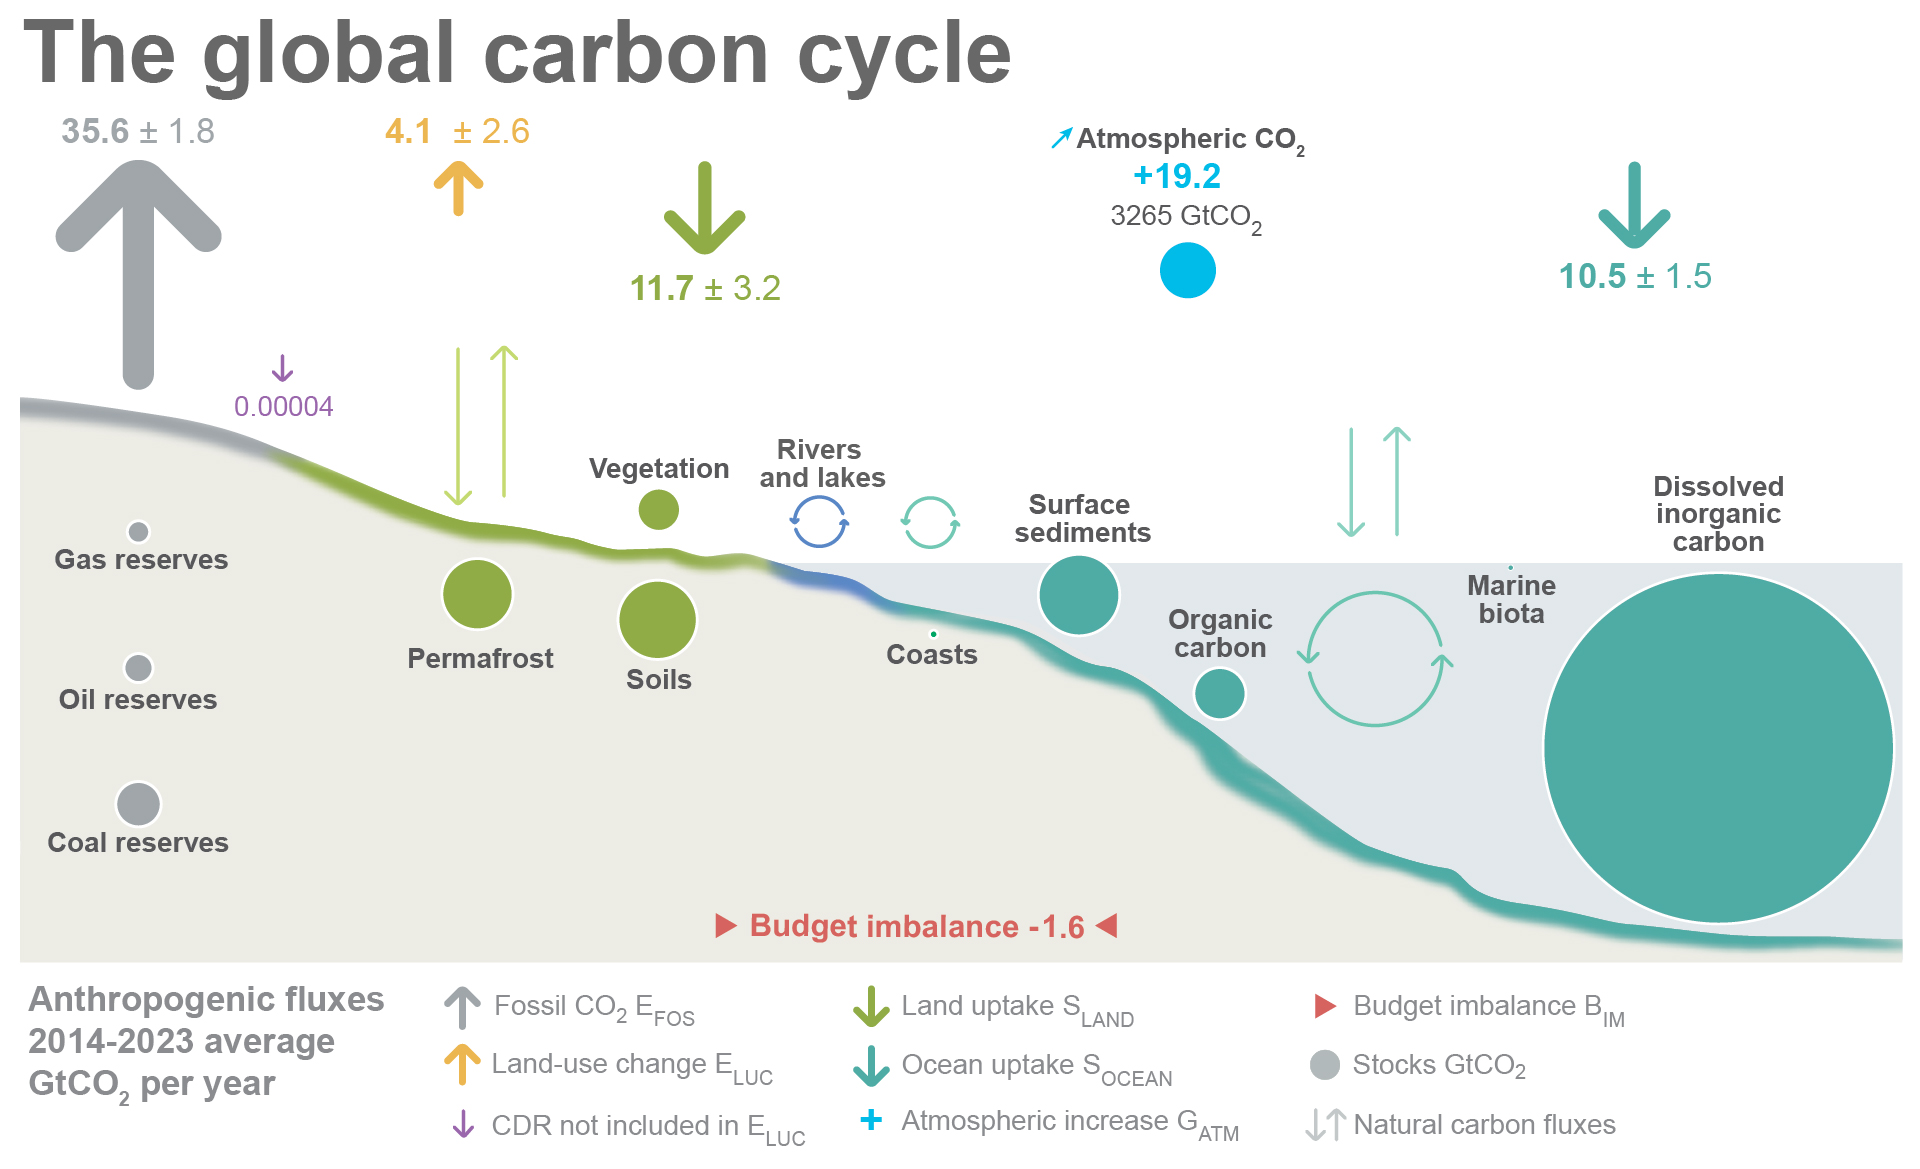 The global carbon cycle
35.6 ± 1.8
4.1 ± 2.6
11.7 ± 3.2
Atmospheric CO2
+19.2
3265 GtCO2
10.5 ± 1.5
0.00004
Vegetation
Rivers
and lakes
Surface
sediments
Dissolved
inorganic
carbon
Gas reserves
Permafrost
Soils
Coasts
Organic
carbon
Marine
biota
Oil reserves
Coal reserves
Budget imbalance -1.6
Anthropogenic fluxes
2014-2023 average
GtCO2 per year
Fossil CO2 EFOS
Land-use change ELUC
CDR not included in ELUC
Land uptake SLAND
Ocean uptake SOCEAN
Atmospheric increase GATM
Budget imbalance BIM
Stocks GtCO2
Natural carbon fluxes